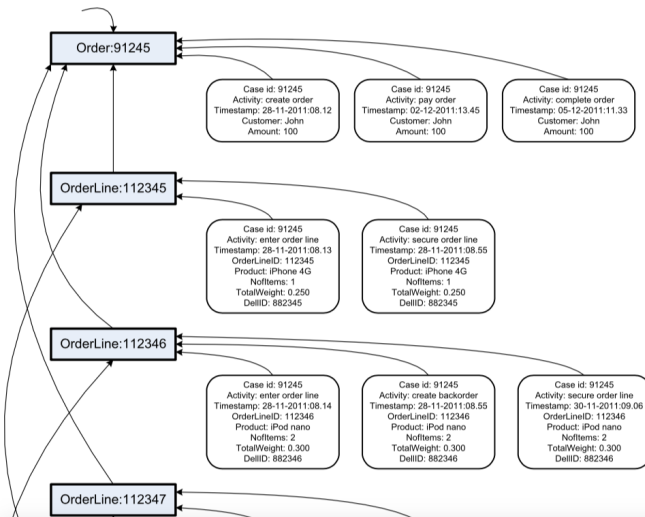 Order:91245
Case id: 91245
Activity: create order
Timestamp: 28-11-2011:08.12
Customer: John
Amount: 100
Case id: 91245
Activity: pay order
Timestamp: 02-12-2011:13.45
Customer: John
Amount: 100
Case id: 91245
Activity: complete order
Timestamp: 05-12-2011:11.33
Customer: John
Amount: 100
OrderLine:112345
Case id: 91245
Activity: enter order line
Timestamp: 28-11-2011:08.13
OrderLineID: 112345
Product: iPhone 4G
NofItems: 1
TotalWeight: 0.250
DellID: 882345
Case id: 91245
Activity: secure order line
Timestamp: 28-11-2011:08.55
OrderLineID: 112345
Product: iPhone 4G
NofItems: 1
TotalWeight: 0.250
DellID: 882345
OrderLine:112346
Case id: 91245
Activity: enter order line
Timestamp: 28-11-2011:08.14
OrderLineID: 112346
Product: iPod nano
NofItems: 2
TotalWeight: 0.300
DellID: 882346
Case id: 91245
Activity: create backorder
Timestamp: 28-11-2011:08.55
OrderLineID: 112346
Product: iPod nano
NofItems: 2
TotalWeight: 0.300
DellID: 882346
Case id: 91245
Activity: secure order line
Timestamp: 30-11-2011:09.06
OrderLineID: 112346
Product: iPod nano
NofItems: 2
TotalWeight: 0.300
DellID: 882346
OrderLine:112347